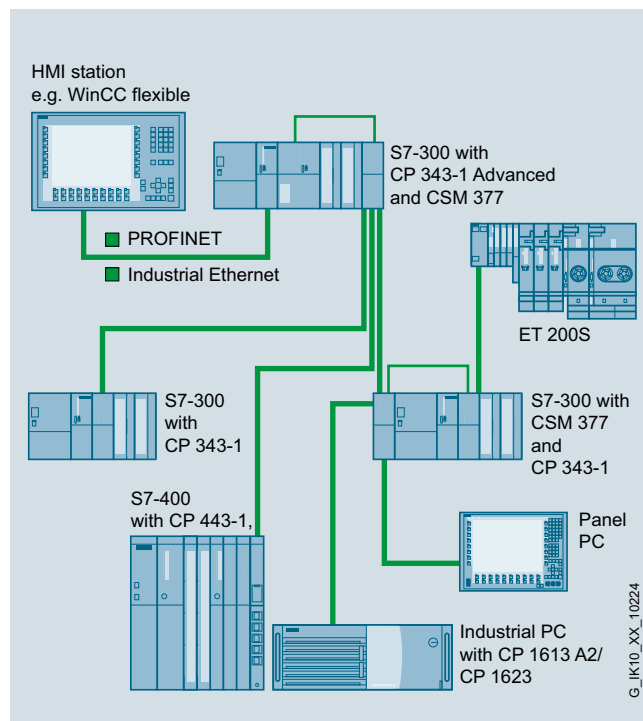 HMI station
e.g. WinCC flexible
S7-300 with
CP 343-1 Advanced
and CSM 377
PROFINET
Industrial Ethernet
ET 200S
S7-300
with
CP 343-1
S7-300 with
CSM 377
and
CP 343-1
S7-400
with CP 443-1,
Panel
PC
Industrial PC
with CP 1613 A2/
CP 1623
G_IK10_XX_10224